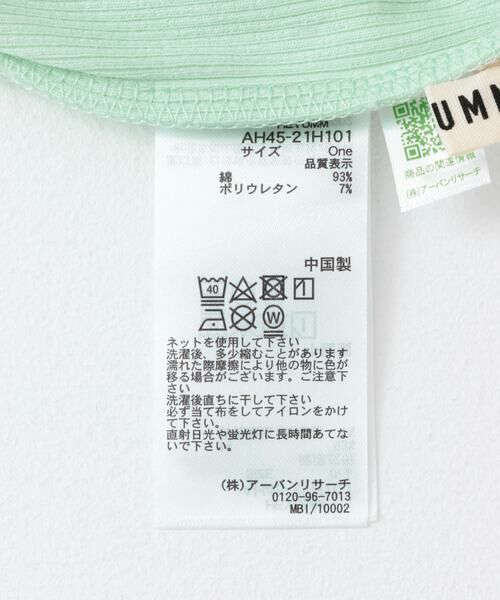 AH45-21H101
サイズ One
品質表示
綿 93%
ポリウレタン 7%
中国製
40
W
ネットを使用して下さい
洗濯後、多少縮むことがあります
濡れた際摩擦により他の物に色が
移る場合がございます。ご注意下
さい
洗濯後直ちに干して下さい
必ず当て布をしてアイロンをかけ
て下さい。
直射日光や蛍光灯に長時間あてな
いで下さい。
(株)アーバンリサーチ
0120-96-7013
MBI/10002
UMM
商品の関連情報
(株)アーバンリサーチ